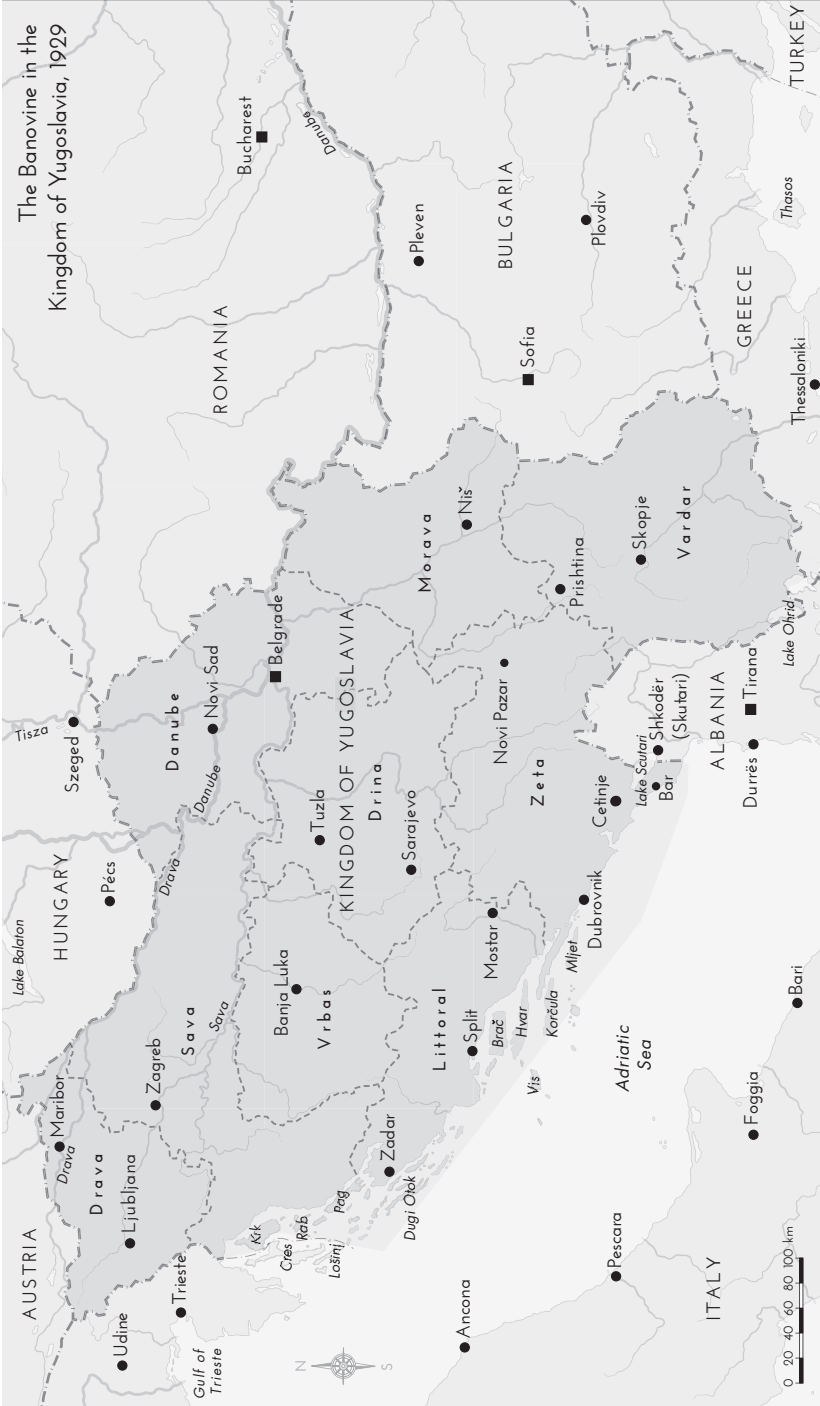 The Banovine in the
Kingdom of Yugoslavia, 1929
AUSTRIA
HUNGARY
ROMANIA
BULGARIA
GREECE
TURKEY
ALBANIA
ITALY
KINGDOM OF YUGOSLAVIA
Drava
Sava
Danube
Vrbas
Drina
Littoral
Zeta
Morava
Vardar
Lake Balaton
Tisza
Szeged
Pécs
Maribor
Drava
Ljubljana
Zagreb
Drava
Sava
Danube
Novi Sad
Belgrade
Bucharest
Danube
Udine
Trieste
Gulf of
Trieste
Krk
Cres
Rab
Lošinj
Pag
Zadar
Dugi Otok
Banja Luka
Tuzla
Sarajevo
Split
Mostar
Brač
Hvar
Vis
Korčula
Mljet
Dubrovnik
Novi Pazar
Cetinje
Lake Scutari
Bar
Shkodër
(Skutari)
Niš
Prishtina
Skopje
Pleven
Sofia
Plovdiv
Thasos
Thessaloniki
Lake Ohrid
Tirana
Durrës
Adriatic
Sea
Ancona
Pescara
Foggia
Bari
N
S
0 20 40 60 80 100 km